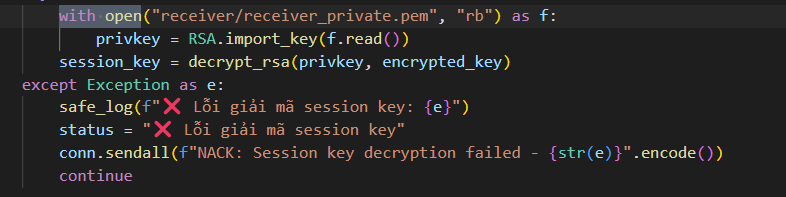 with open("receiver/receiver_private.pem", "rb") as f:
privkey = RSA.import_key(f.read())
session_key = decrypt_rsa(privkey, encrypted_key)
except Exception as e:
safe_log(f"❌ Lỗi giải mã session key: {e}")
status = "❌ Lỗi giải mã session key"
conn.sendall(f"NACK: Session key decryption failed - {str(e)}".encode())
continue